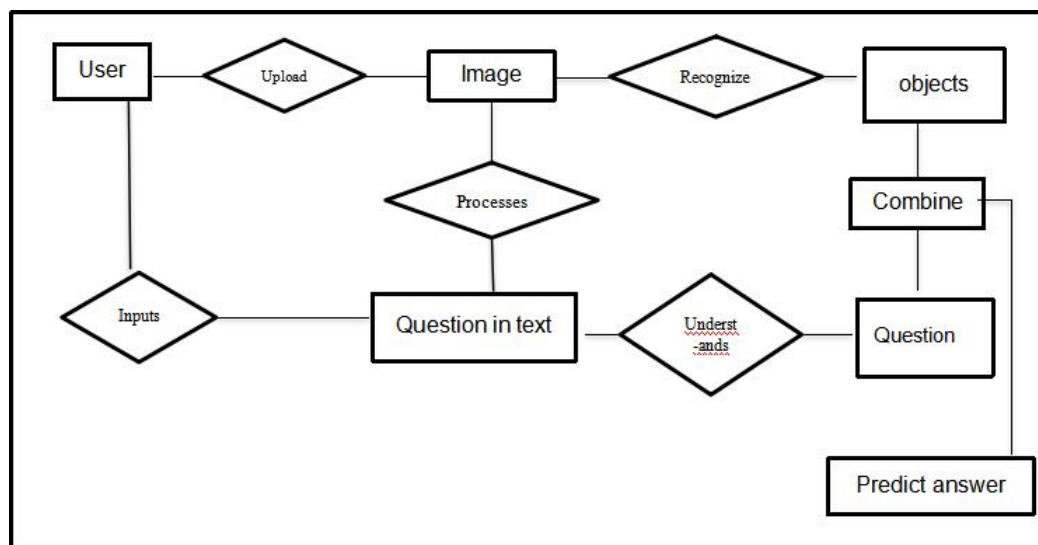 User
Upload
Image
Recognize
objects
Processes
Combine
Inputs
Question in text
Underst
-ands
Question
Predict answer